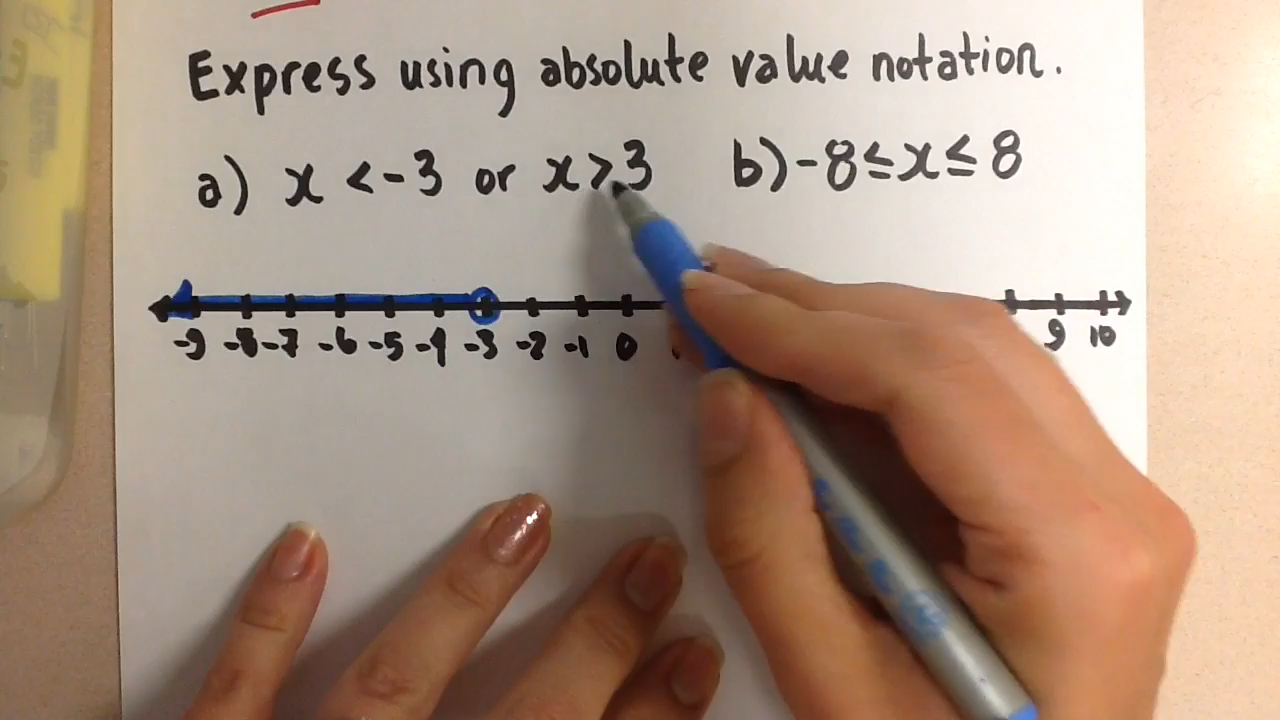 Express using absolute value notation.
a) x < -3 or x > 3 b) -8 ≤ x ≤ 8
-9 -8 -7 -6 -5 -4 -3 -2 -1 0 9 10